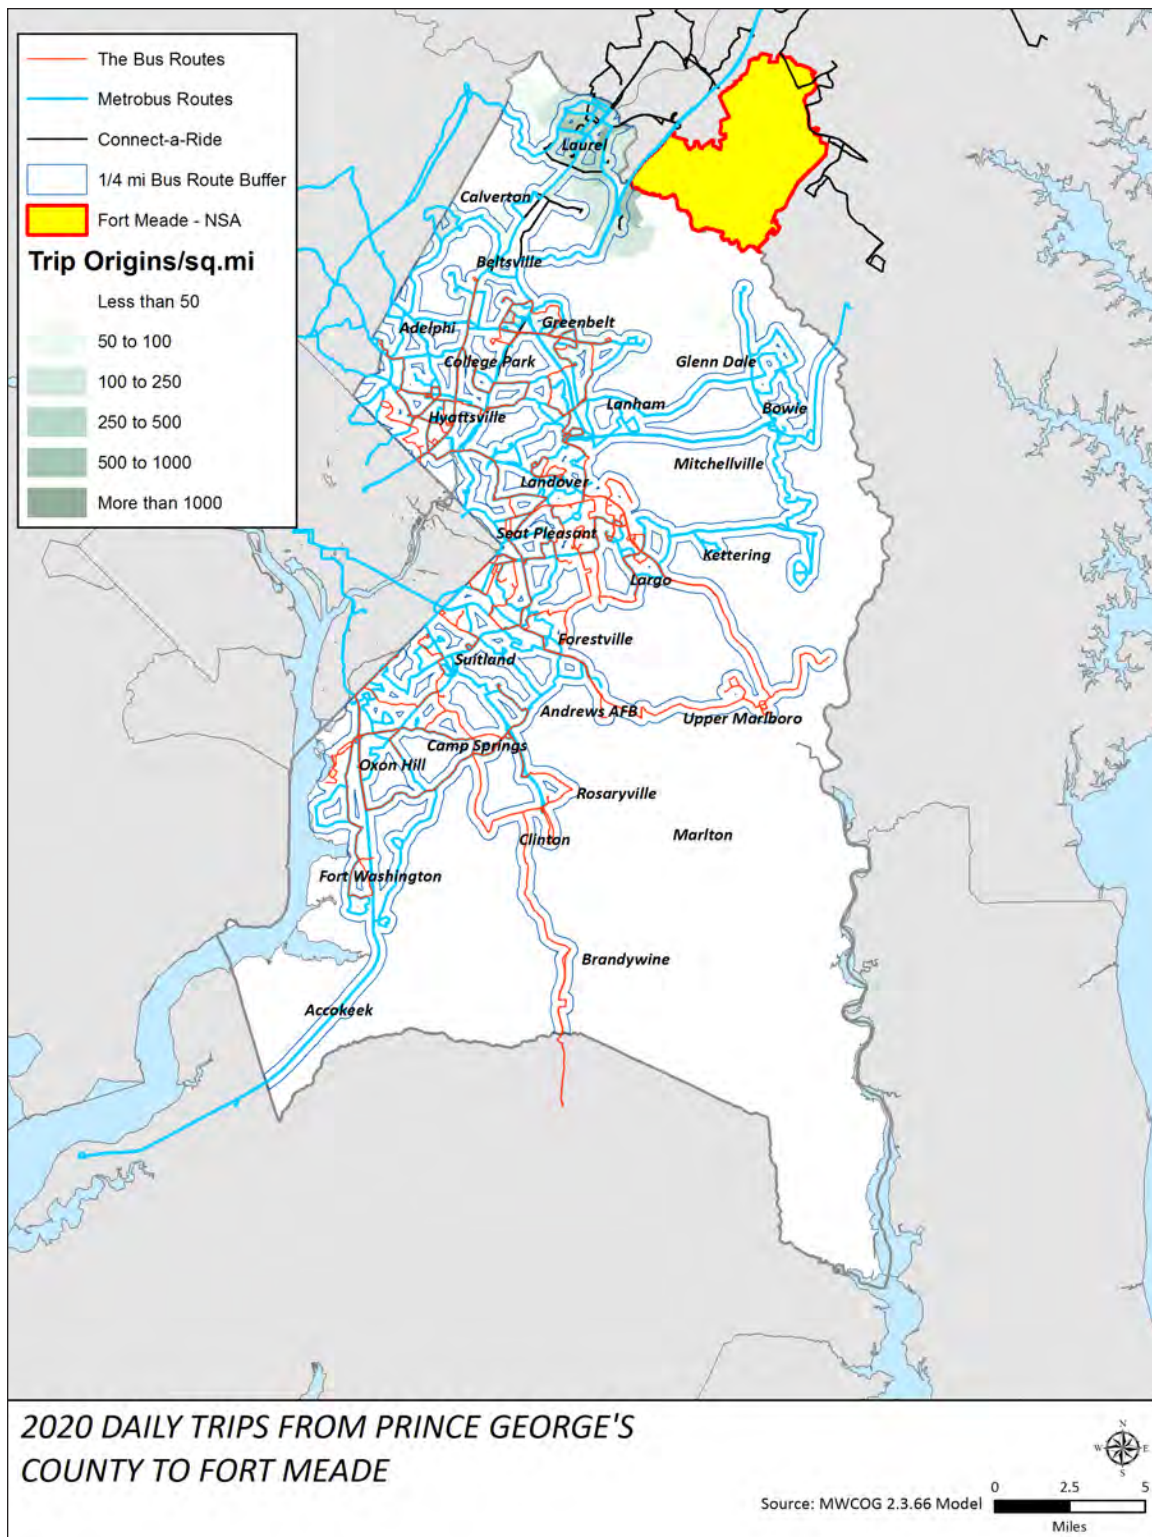 The Bus Routes
Metrobus Routes
Connect-a-Ride
1/4 mi Bus Route Buffer
Fort Meade - NSA
Trip Origins/sq.mi
Less than 50
50 to 100
100 to 250
250 to 500
500 to 1000
More than 1000
Laurel
Calverton
Beltsville
Adelphi
Greenbelt
College Park
Glenn Dale
Hyattsville
Lanham
Bowie
Mitchellville
Landover
Seat Pleasant
Kettering
Largo
Forestville
Suitland
Andrews AFB
Upper Marlboro
Camp Springs
Oxon Hill
Rosaryville
Clinton
Marlton
Fort Washington
Brandywine
Accokeek
2020 DAILY TRIPS FROM PRINCE GEORGE'S
COUNTY TO FORT MEADE
N
W E
S
Source: MWCOG 2.3.66 Model
0 2.5 5
Miles